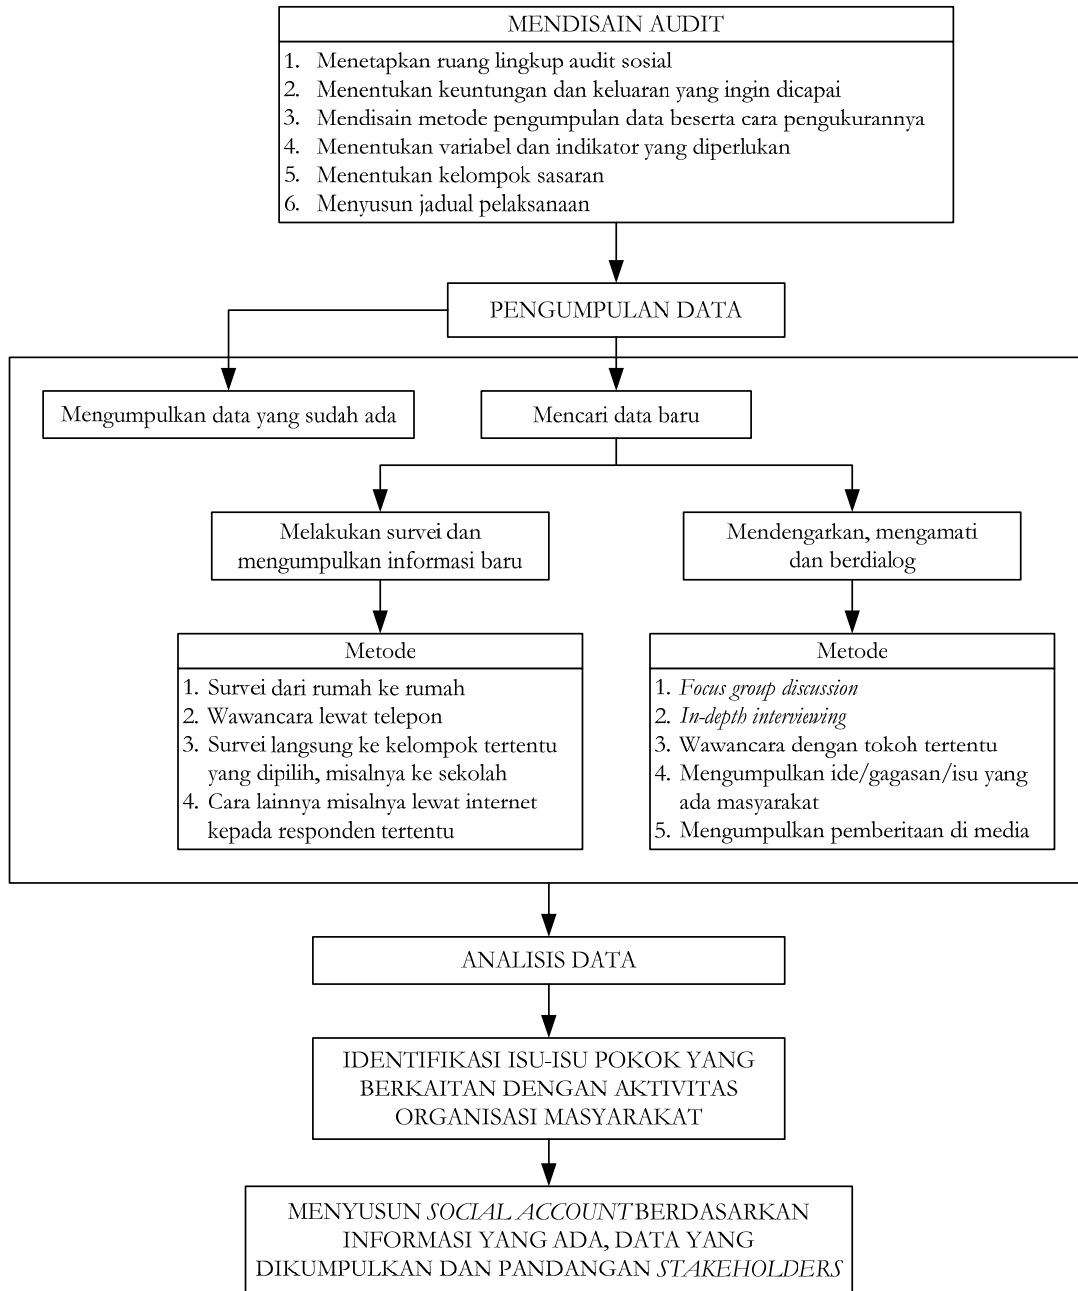 MENDISAIN AUDIT
1. Menetapkan ruang lingkup audit sosial
2. Menentukan keuntungan dan keluaran yang ingin dicapai
3. Mendisain metode pengumpulan data beserta cara pengukurannya
4. Menentukan variabel dan indikator yang diperlukan
5. Menentukan kelompok sasaran
6. Menyusun jadual pelaksanaan
PENGUMPULAN DATA
Mengumpulkan data yang sudah ada
Mencari data baru
Melakukan survei dan
mengumpulkan informasi baru
Mendengarkan, mengamati
dan berdialog
Metode
1. Survei dari rumah ke rumah
2. Wawancara lewat telepon
3. Survei langsung ke kelompok tertentu
yang dipilih, misalnya ke sekolah
4. Cara lainnya misalnya lewat internet
kepada responden tertentu
Metode
1. Focus group discussion
2. In-depth interviewing
3. Wawancara dengan tokoh tertentu
4. Mengumpulkan ide/gagasan/isu yang
ada masyarakat
5. Mengumpulkan pemberitaan di media
ANALISIS DATA
IDENTIFIKASI ISU-ISU POKOK YANG
BERKAITAN DENGAN AKTIVITAS
ORGANISASI MASYARAKAT
MENYUSUN SOCIAL ACCOUNT BERDASARKAN
INFORMASI YANG ADA, DATA YANG
DIKUMPULKAN DAN PANDANGAN STAKEHOLDERS